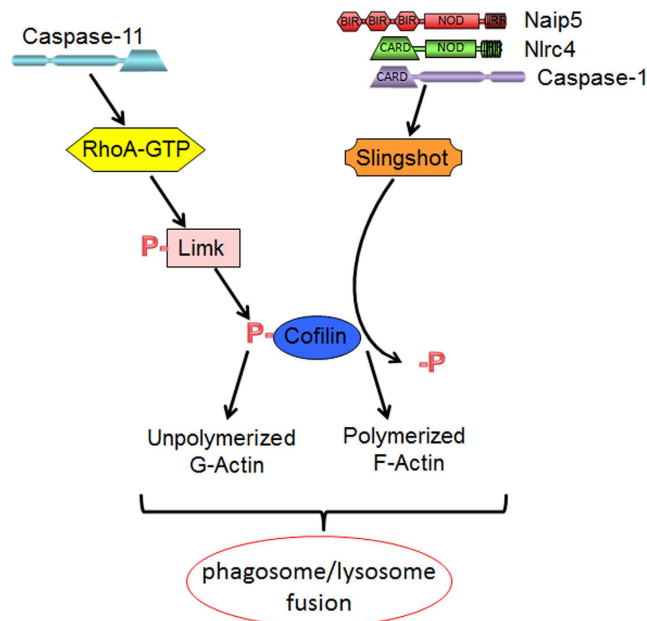 Caspase-11
BIR BIR BIR NOD LRR Naip5
CARD NOD Nlrc4
CARD Caspase-1
RhoA-GTP
Slingshot
P- Limk
P- Cofilin
-P
Unpolymerized
G-Actin
Polymerized
F-Actin
phagosome/lysosome
fusion